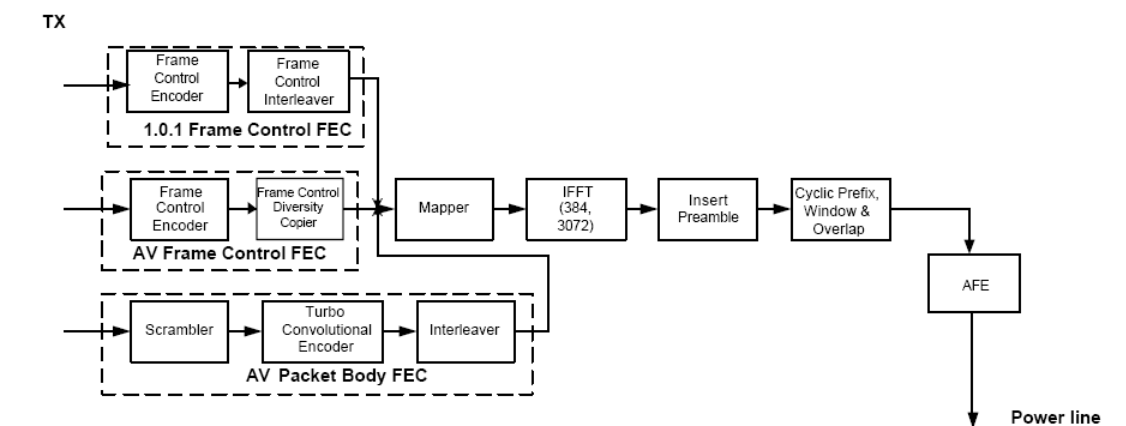 TX
Frame
Control
Encoder
Frame
Control
Interleaver
1.0.1 Frame Control FEC
Frame
Control
Encoder
Frame Control
Diversity
Copier
AV Frame Control FEC
Mapper
IFFT
(384,
3072)
Insert
Preamble
Cyclic Prefix,
Window &
Overlap
AFE
Scrambler
Turbo
Convolutional
Encoder
Interleaver
AV Packet Body FEC
Power line